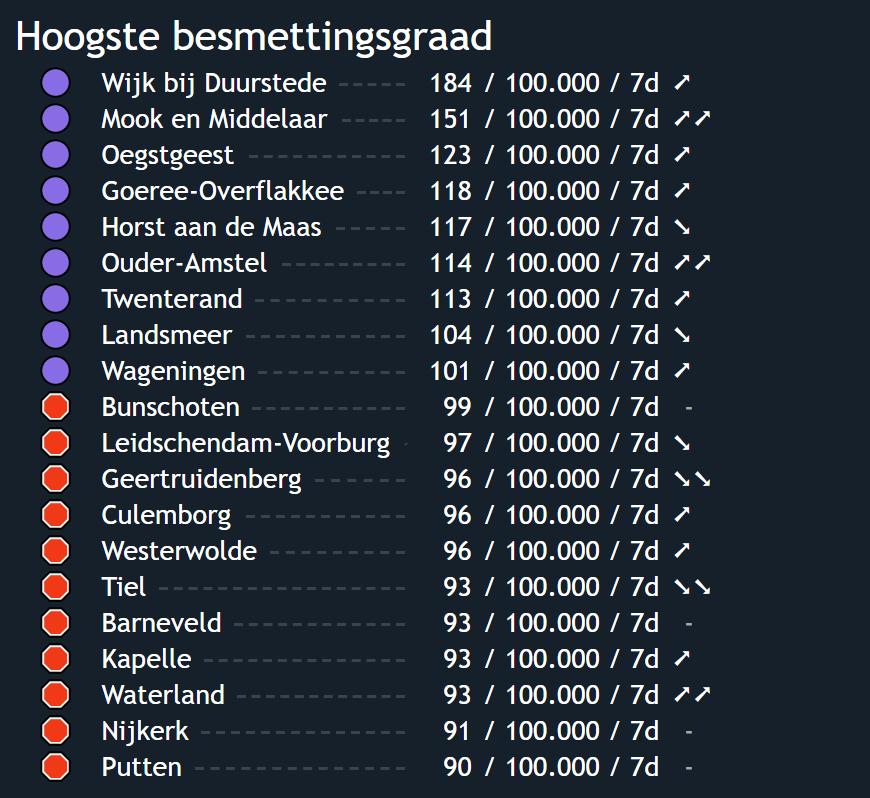 Hoogste besmettingsgraad
Wijk bij Duurstede ----- 184 / 100.000 / 7d ➚
Mook en Middelaar ----- 151 / 100.000 / 7d ➚➚
Oegstgeest ------------ 123 / 100.000 / 7d ➚
Goeree-Overflakkee ---- 118 / 100.000 / 7d ➚
Horst aan de Maas ----- 117 / 100.000 / 7d ➘
Ouder-Amstel --------- 114 / 100.000 / 7d ➚➚
Twenterand ----------- 113 / 100.000 / 7d ➚
Landsmeer ------------ 104 / 100.000 / 7d ➘
Wageningen ----------- 101 / 100.000 / 7d ➚
Bunschoten ----------- 99 / 100.000 / 7d -
Leidschendam-Voorburg - 97 / 100.000 / 7d ➘
Geertruidenberg ------- 96 / 100.000 / 7d ➘➘
Culemborg ------------ 96 / 100.000 / 7d ➚
Westerwolde ---------- 96 / 100.000 / 7d ➚
Tiel ------------------- 93 / 100.000 / 7d ➘➘
Barneveld ------------- 93 / 100.000 / 7d -
Kapelle --------------- 93 / 100.000 / 7d ➚
Waterland ------------- 93 / 100.000 / 7d ➚➚
Nijkerk ---------------- 91 / 100.000 / 7d -
Putten ---------------- 90 / 100.000 / 7d -